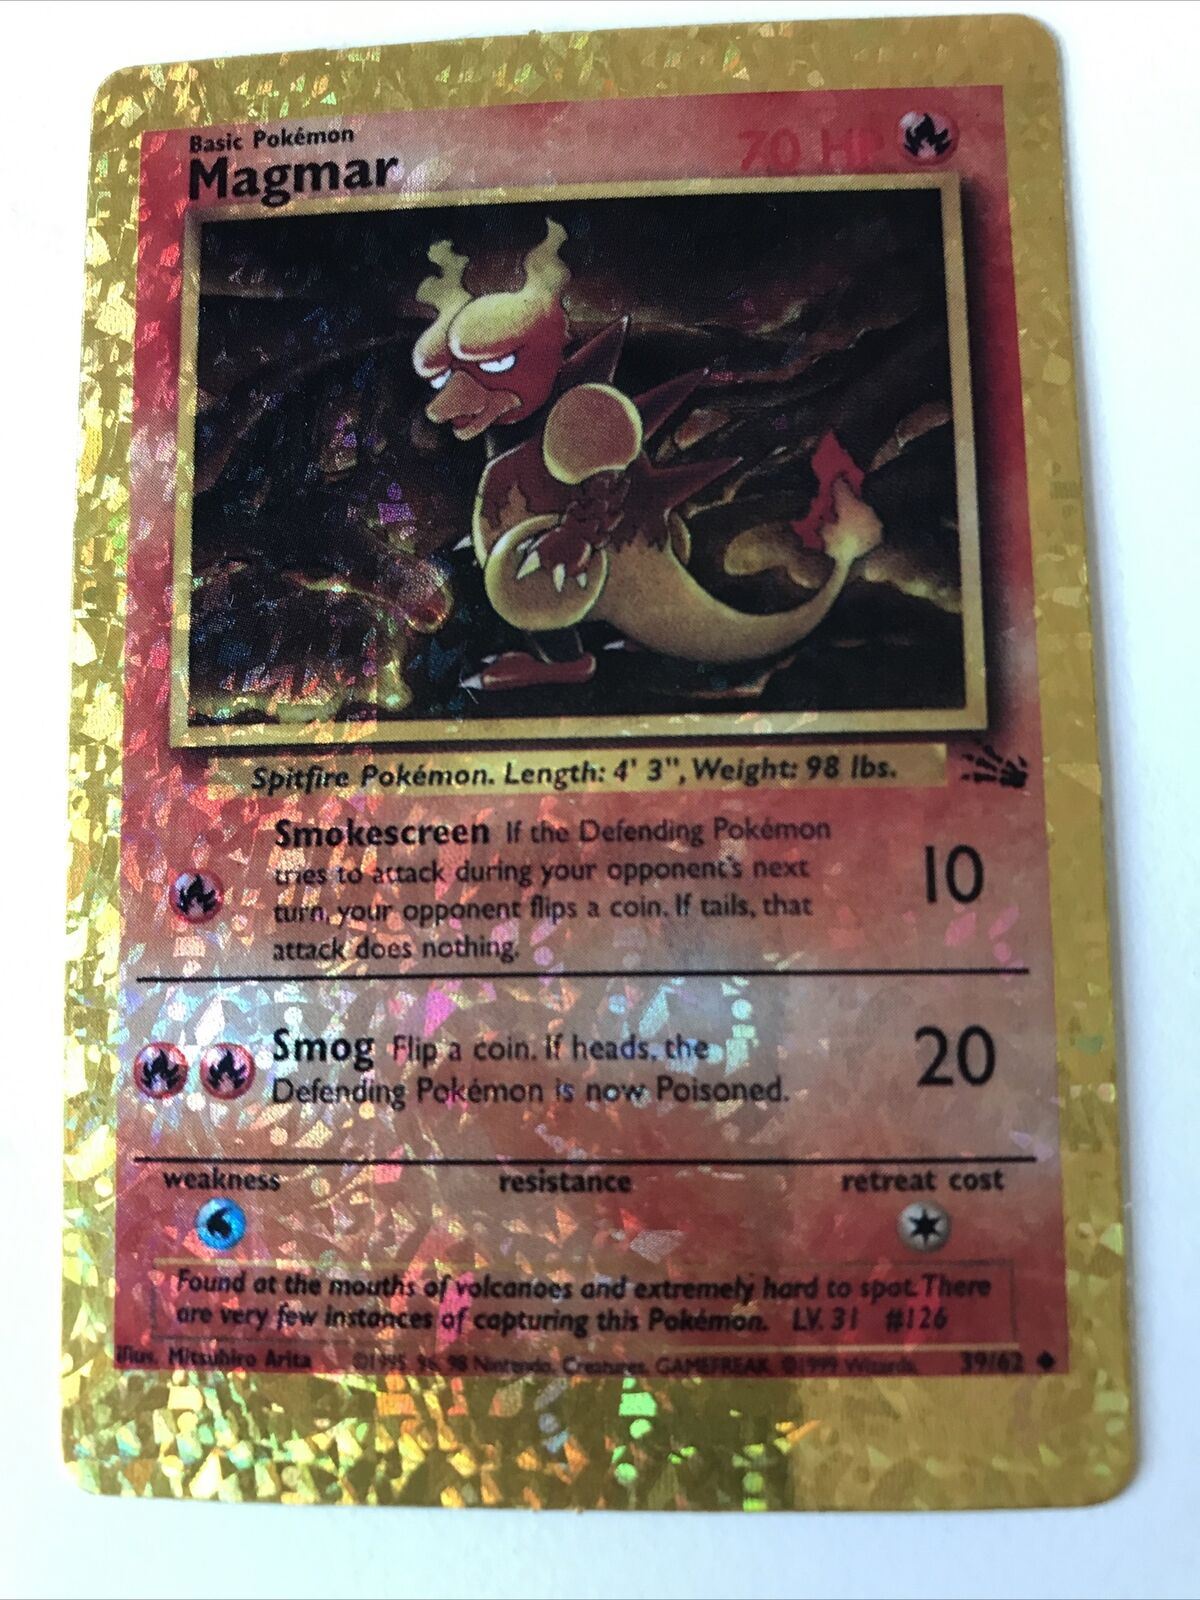 Basic Pokémon
Magmar
70 HP
Spitfire Pokémon. Length: 4' 3", Weight: 98 lbs.
Smokescreen If the Defending Pokémon
tries to attack during your opponent's next
turn, your opponent flips a coin. If tails, that
attack does nothing.
10
Smog Flip a coin. If heads, the
Defending Pokémon is now Poisoned.
20
weakness resistance retreat cost
Found at the mouths of volcanoes and extremely hard to spot. There
are very few instances of capturing this Pokémon. LV. 31 #126
Illus. Mitsuhiro Arita ©1995, 96, 98 Nintendo, Creatures, GAMEFREAK. ©1999 Wizards. 39/62